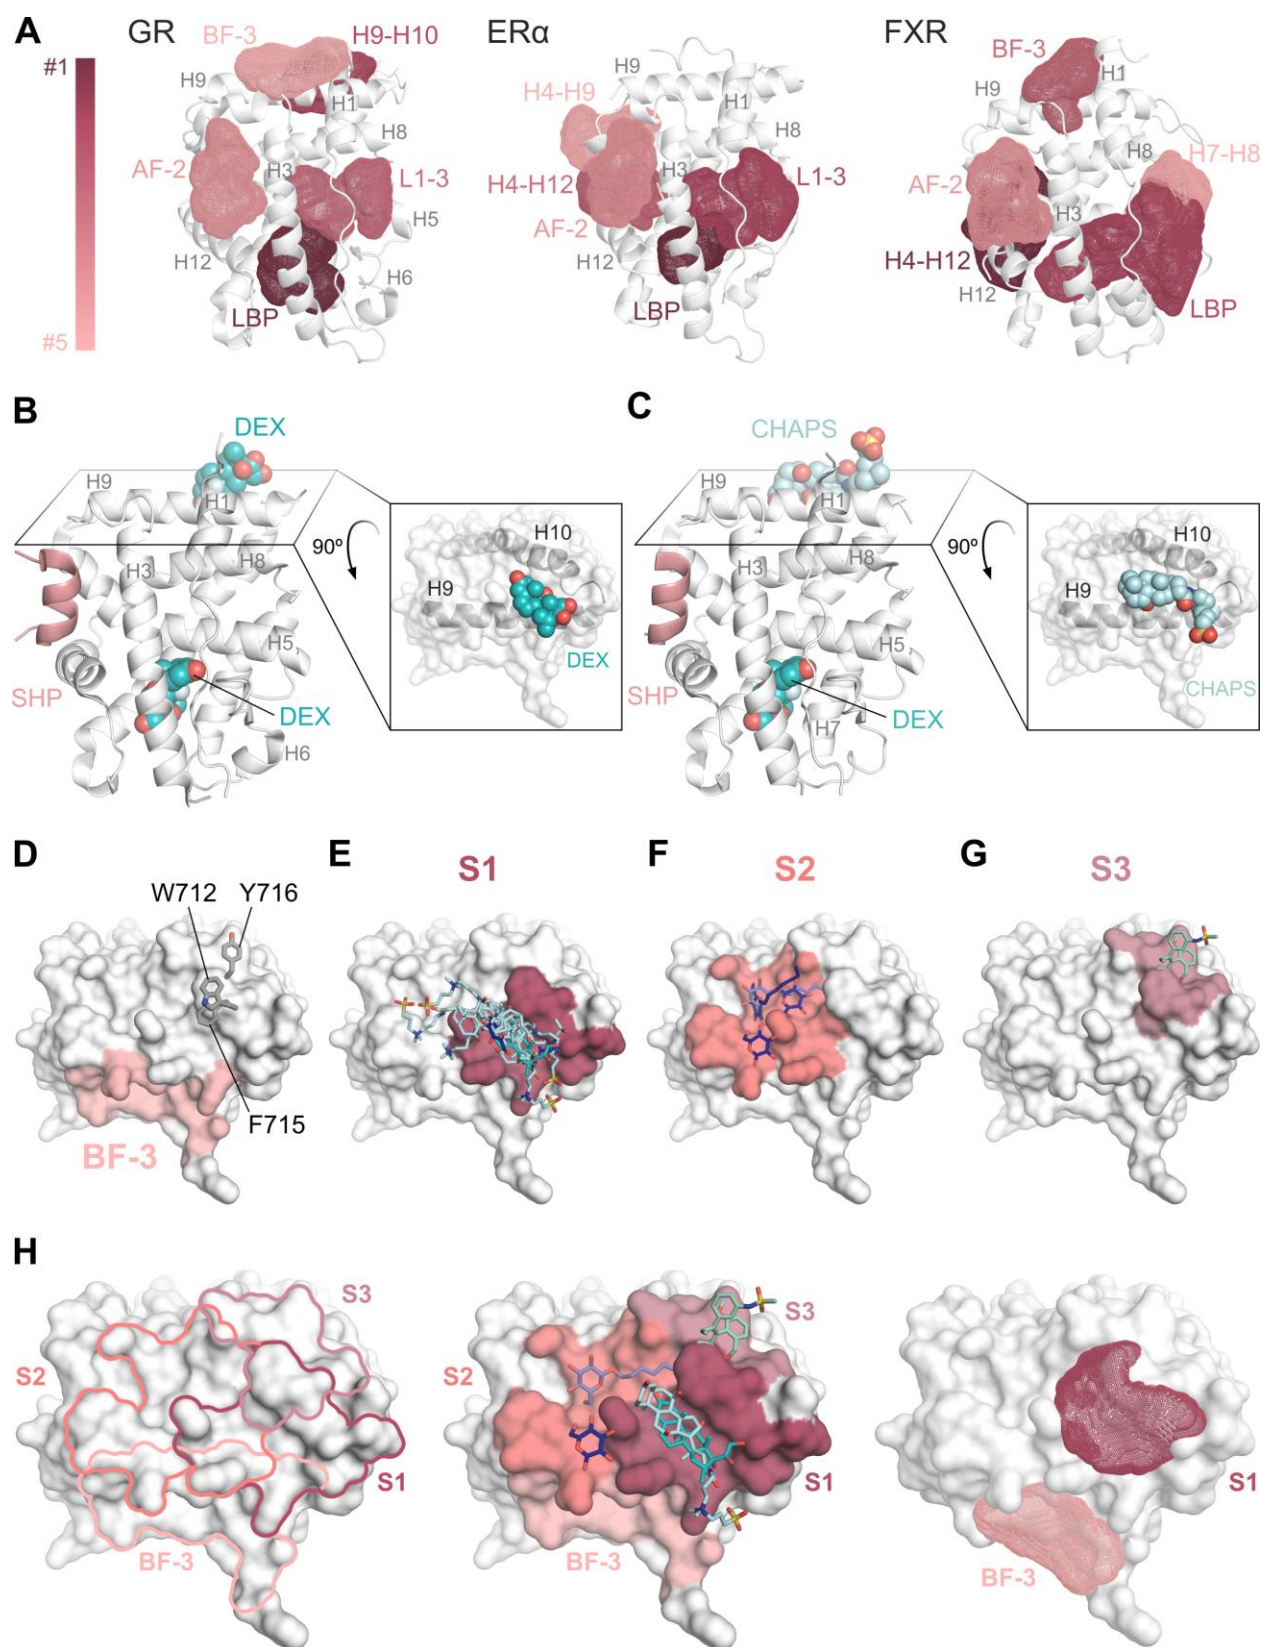 A
#1
#5
GR
BF-3
H9-H10
H9
H1
H8
AF-2
H3
L1-3
H5
H12
H6
LBP
ERα
H9
H4-H9
H1
H8
H3
H4-H12
L1-3
AF-2
H12
LBP
FXR
BF-3
H1
H9
H8
H7-H8
AF-2
H3
H4-H12
H12
LBP
B
DEX
H9
H1
H3
H8
90º
H10
H9
DEX
H5
SHP
DEX
H6
C
CHAPS
H9
H1
H3
H8
90º
H10
H9
CHAPS
H5
SHP
DEX
H7
D
W712
Y716
F715
BF-3
E
S1
F
S2
G
S3
H
S3
S2
S1
BF-3
S3
S2
S1
BF-3
S1
BF-3